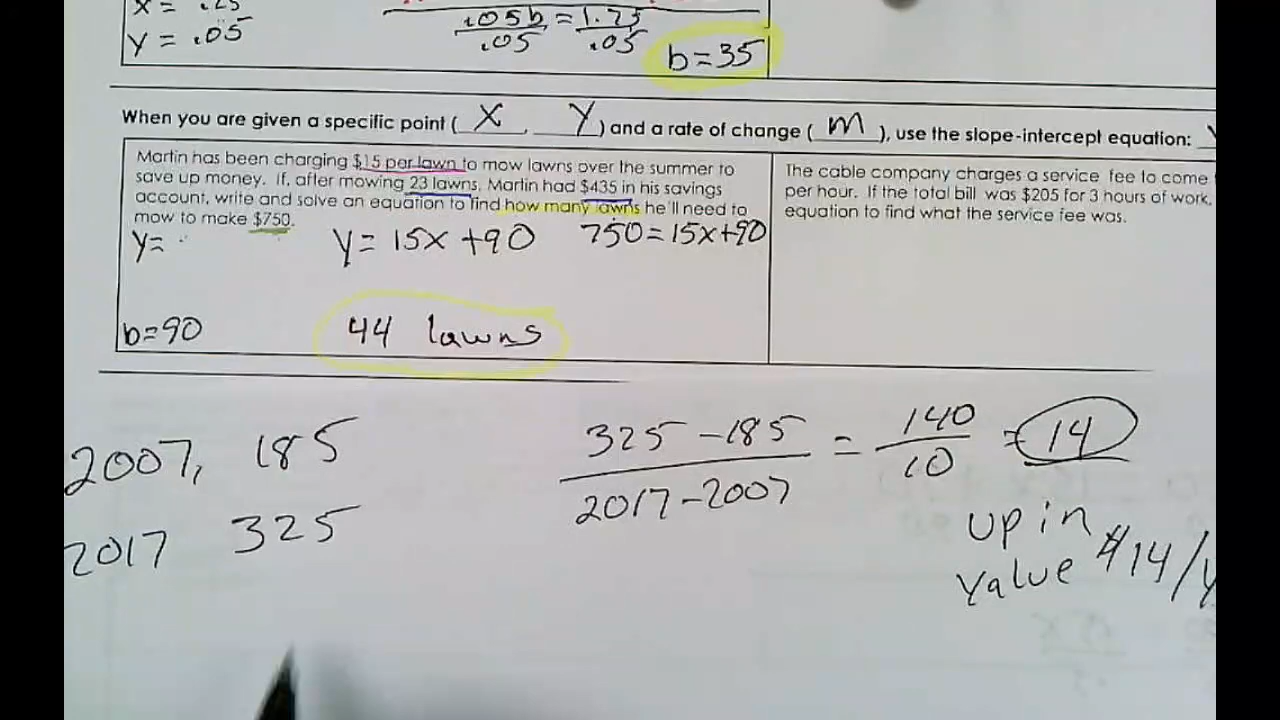 x = .25
y = .05
.05b = 1.75
.05 .05
b=35
When you are given a specific point ( x , y ) and a rate of change ( m ), use the slope-intercept equation:
Martin has been charging $15 per lawn to mow lawns over the summer to
save up money. If, after mowing 23 lawns, Martin had $435 in his savings
account, write and solve an equation to find how many lawns he'll need to
mow to make $750.
y=
y= 15x +90
750=15x+90
b=90
44 lawns
The cable company charges a service fee to come
per hour. If the total bill was $205 for 3 hours of work,
equation to find what the service fee was.
2007, 185
2017 325
325 - 185 = 140 = 14
2017-2007 10
up in
value $14/y